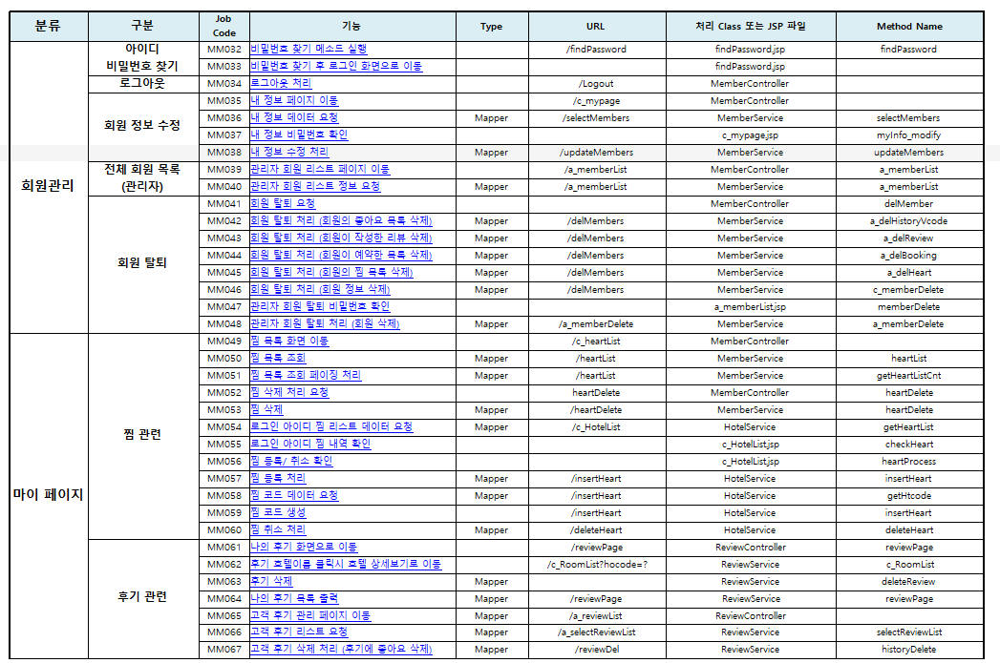 분류 구분 Job Code 기능 Type URL 처리 Class 또는 JSP 파일 Method Name
회원관리
아이디 비밀번호 찾기
MM032 비밀번호 찾기 메소드 실행 /findPassword findPassword.jsp findPassword
MM033 비밀번호 찾기 후 로그인 화면으로 이동 findPassword.jsp
로그아웃
MM034 로그아웃 처리 /Logout MemberController
회원 정보 수정
MM035 내 정보 페이지 이동 /c_mypage MemberController
MM036 내 정보 데이터 요청 Mapper /selectMembers MemberService selectMembers
MM037 내 정보 비밀번호 확인 c_mypage.jsp myInfo_modify
MM038 내 정보 수정 처리 Mapper /updateMembers MemberService updateMembers
전체 회원 목록 (관리자)
MM039 관리자 회원 리스트 페이지 이동 /a_memberList MemberController a_memberList
MM040 관리자 회원 리스트 정보 요청 Mapper /a_memberList MemberService a_memberList
회원 탈퇴
MM041 회원 탈퇴 요청 MemberController delMember
MM042 회원 탈퇴 처리 (회원의 좋아요 목록 삭제) Mapper /delMembers MemberService a_delHistoryVcode
MM043 회원 탈퇴 처리 (회원이 작성한 리뷰 삭제) Mapper /delMembers MemberService a_delReview
MM044 회원 탈퇴 처리 (회원이 예약한 목록 삭제) Mapper /delMembers MemberService a_delBooking
MM045 회원 탈퇴 처리 (회원의 찜 목록 삭제) Mapper /delMembers MemberService a_delHeart
MM046 회원 탈퇴 처리 (회원 정보 삭제) Mapper /delMembers MemberService c_memberDelete
MM047 관리자 회원 탈퇴 비밀번호 확인 a_memberList.jsp memberDelete
MM048 관리자 회원 탈퇴 처리 (회원 삭제) Mapper /a_memberDelete MemberService a_memberDelete
마이 페이지
찜 관련
MM049 찜 목록 화면 이동 /c_heartList MemberController
MM050 찜 목록 조회 Mapper /heartList MemberService heartList
MM051 찜 목록 조회 페이징 처리 Mapper /heartList MemberService getHeartListCnt
MM052 찜 삭제 처리 요청 heartDelete MemberController heartDelete
MM053 찜 삭제 Mapper /heartDelete MemberService heartDelete
MM054 로그인 아이디 찜 리스트 데이터 요청 Mapper /c_HotelList HotelService getHeartList
MM055 로그인 아이디 찜 내역 확인 c_HotelList.jsp checkHeart
MM056 찜 등록/ 취소 확인 c_HotelList.jsp heartProcess
MM057 찜 등록 처리 Mapper /insertHeart HotelService insertHeart
MM058 찜 코드 데이터 요청 Mapper /insertHeart HotelService getHtcode
MM059 찜 코드 생성 /insertHeart HotelService insertHeart
MM060 찜 취소 처리 Mapper /deleteHeart HotelService deleteHeart
후기 관련
MM061 나의 후기 화면으로 이동 /reviewPage ReviewController reviewPage
MM062 후기 호텔이름 클릭시 호텔 상세보기로 이동 /c_RoomList?hocode=? ReviewService c_RoomList
MM063 후기 삭제 Mapper ReviewService deleteReview
MM064 나의 후기 목록 출력 Mapper /reviewPage ReviewService reviewPage
MM065 고객 후기 관리 페이지 이동 Mapper /a_reviewList ReviewController
MM066 고객 후기 리스트 요청 Mapper /a_selectReviewList ReviewService selectReviewList
MM067 고객 후기 삭제 처리 (후기에 좋아요 삭제) Mapper /reviewDel ReviewService historyDelete